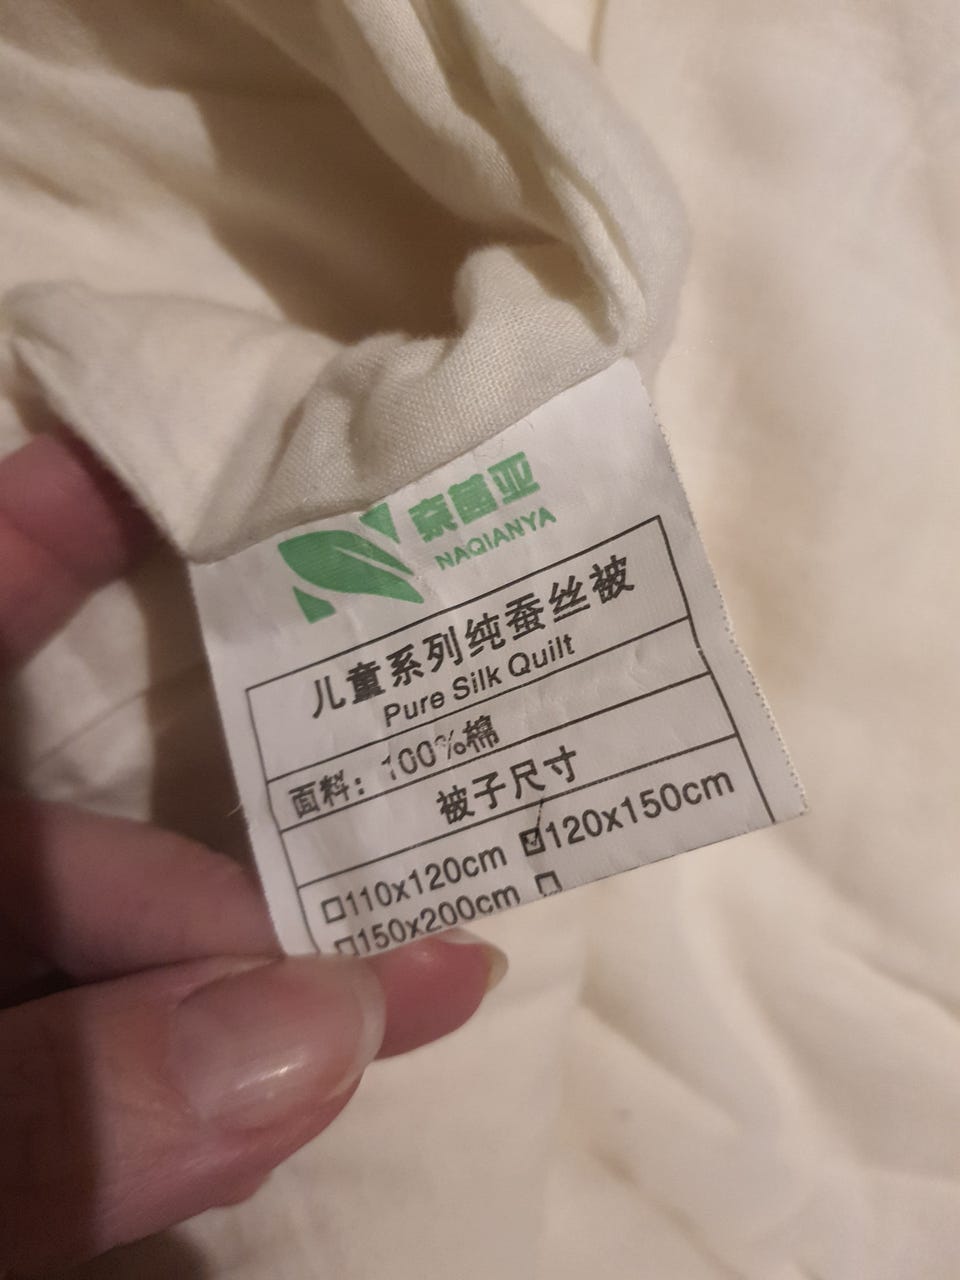 奈茜亚
NAQIANYA
儿童系列纯蚕丝被
Pure Silk Quilt
面料：100%棉
被子尺寸
□110x120cm ☑120x150cm
□150x200cm □